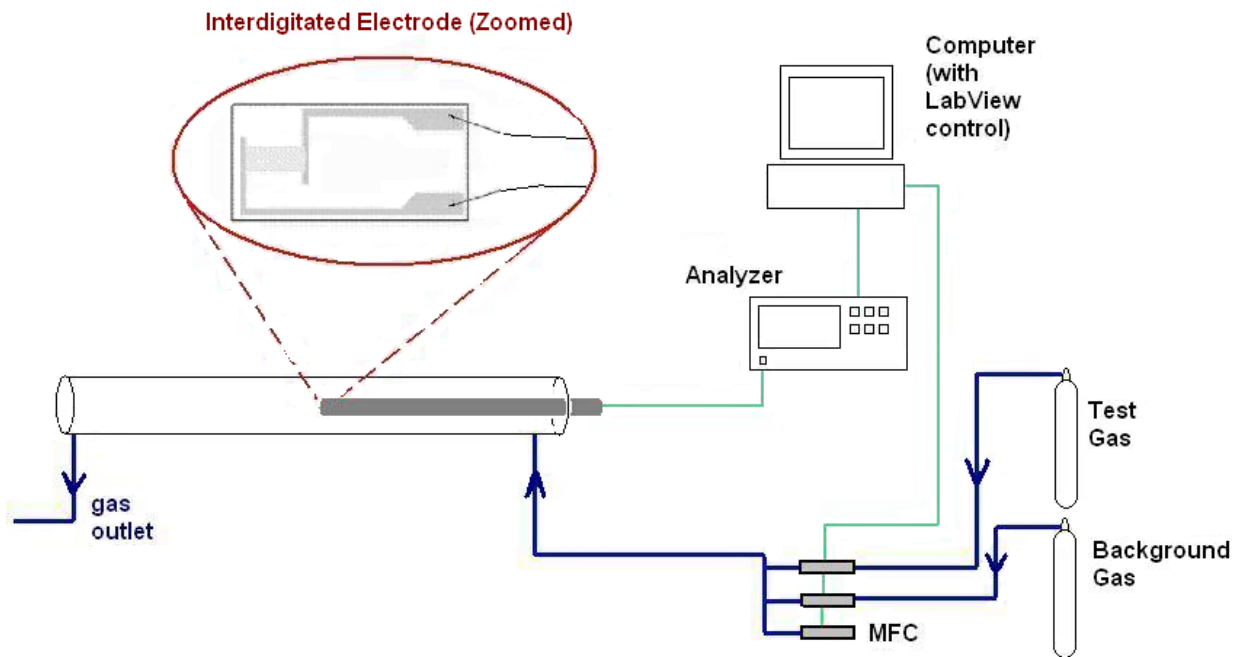 Interdigitated Electrode (Zoomed)
Computer
(with
LabView
control)
Analyzer
Test
Gas
gas
outlet
Background
Gas
MFC